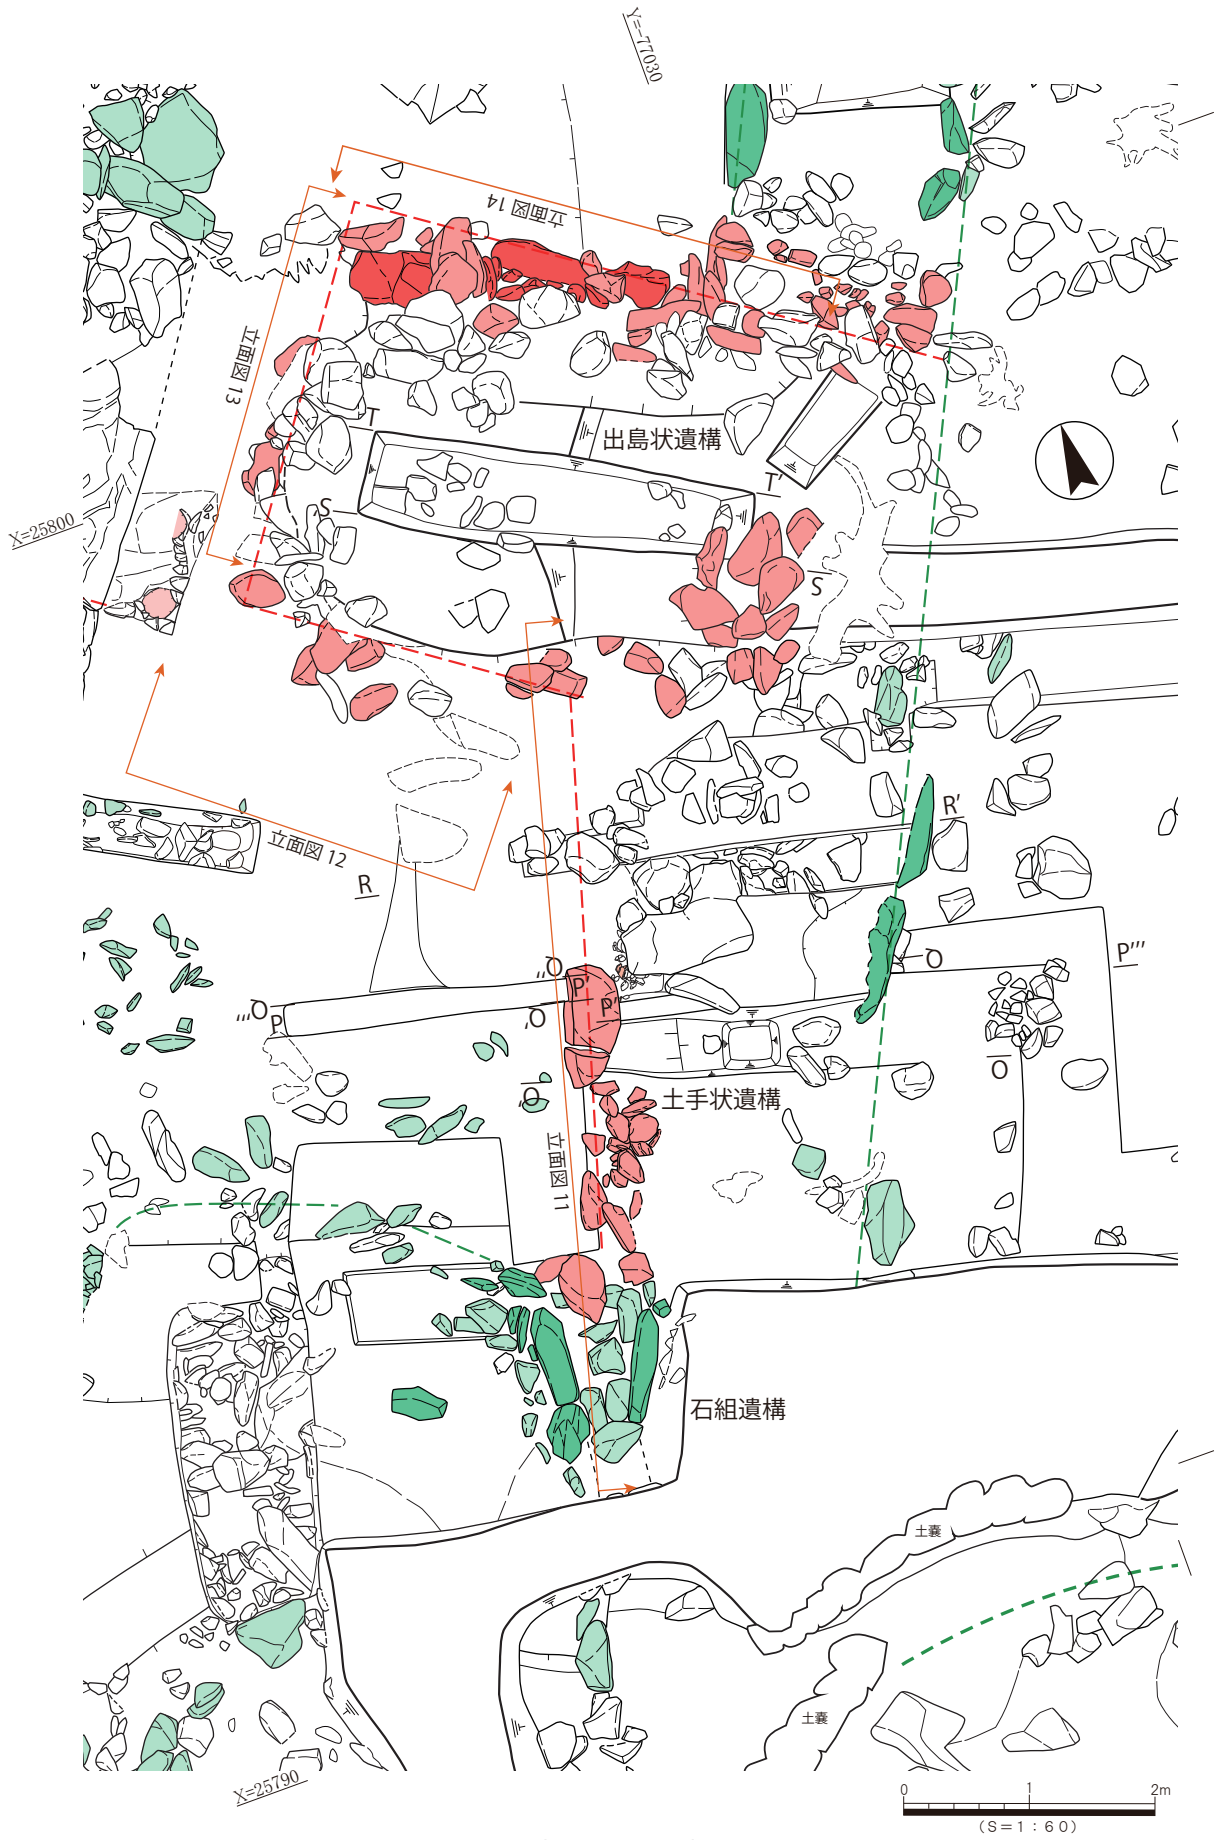 Y=-77030
立面図 14
立面図 13
出島状遺構
T
T′
S
S
X=25800
立面図 12
R
R′
Q
Q′
P′
P″
P
Q
P‴
O
土手状遺構
立面図 11
石組遺構
土嚢
土嚢
X=25790
0 1 2m
(S=1:60)